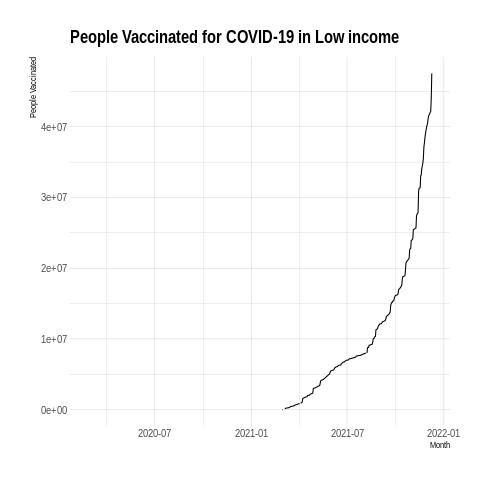 People Vaccinated for COVID-19 in Low income
People Vaccinated
4e+07
3e+07
2e+07
1e+07
0e+00
2020-07 2021-01 2021-07 2022-01
Month